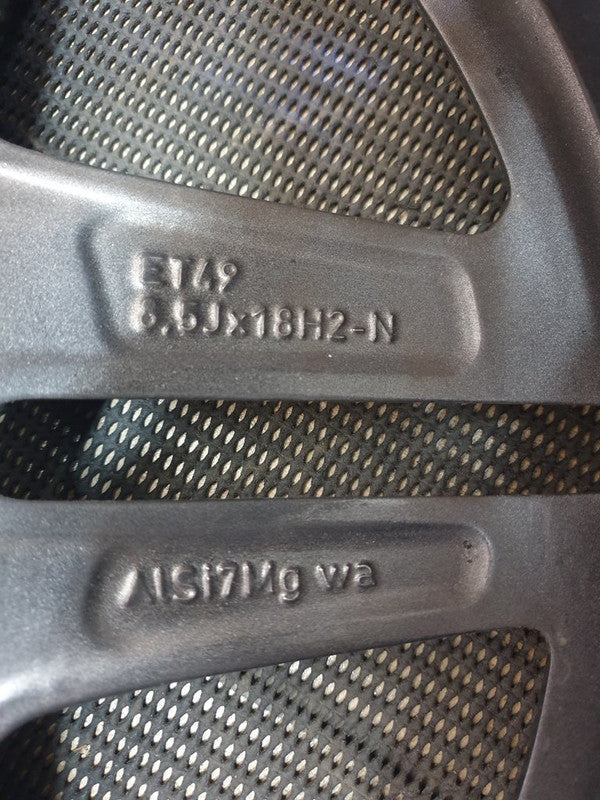 ET49
6.5Jx18H2-N
AlSi7Mg wa